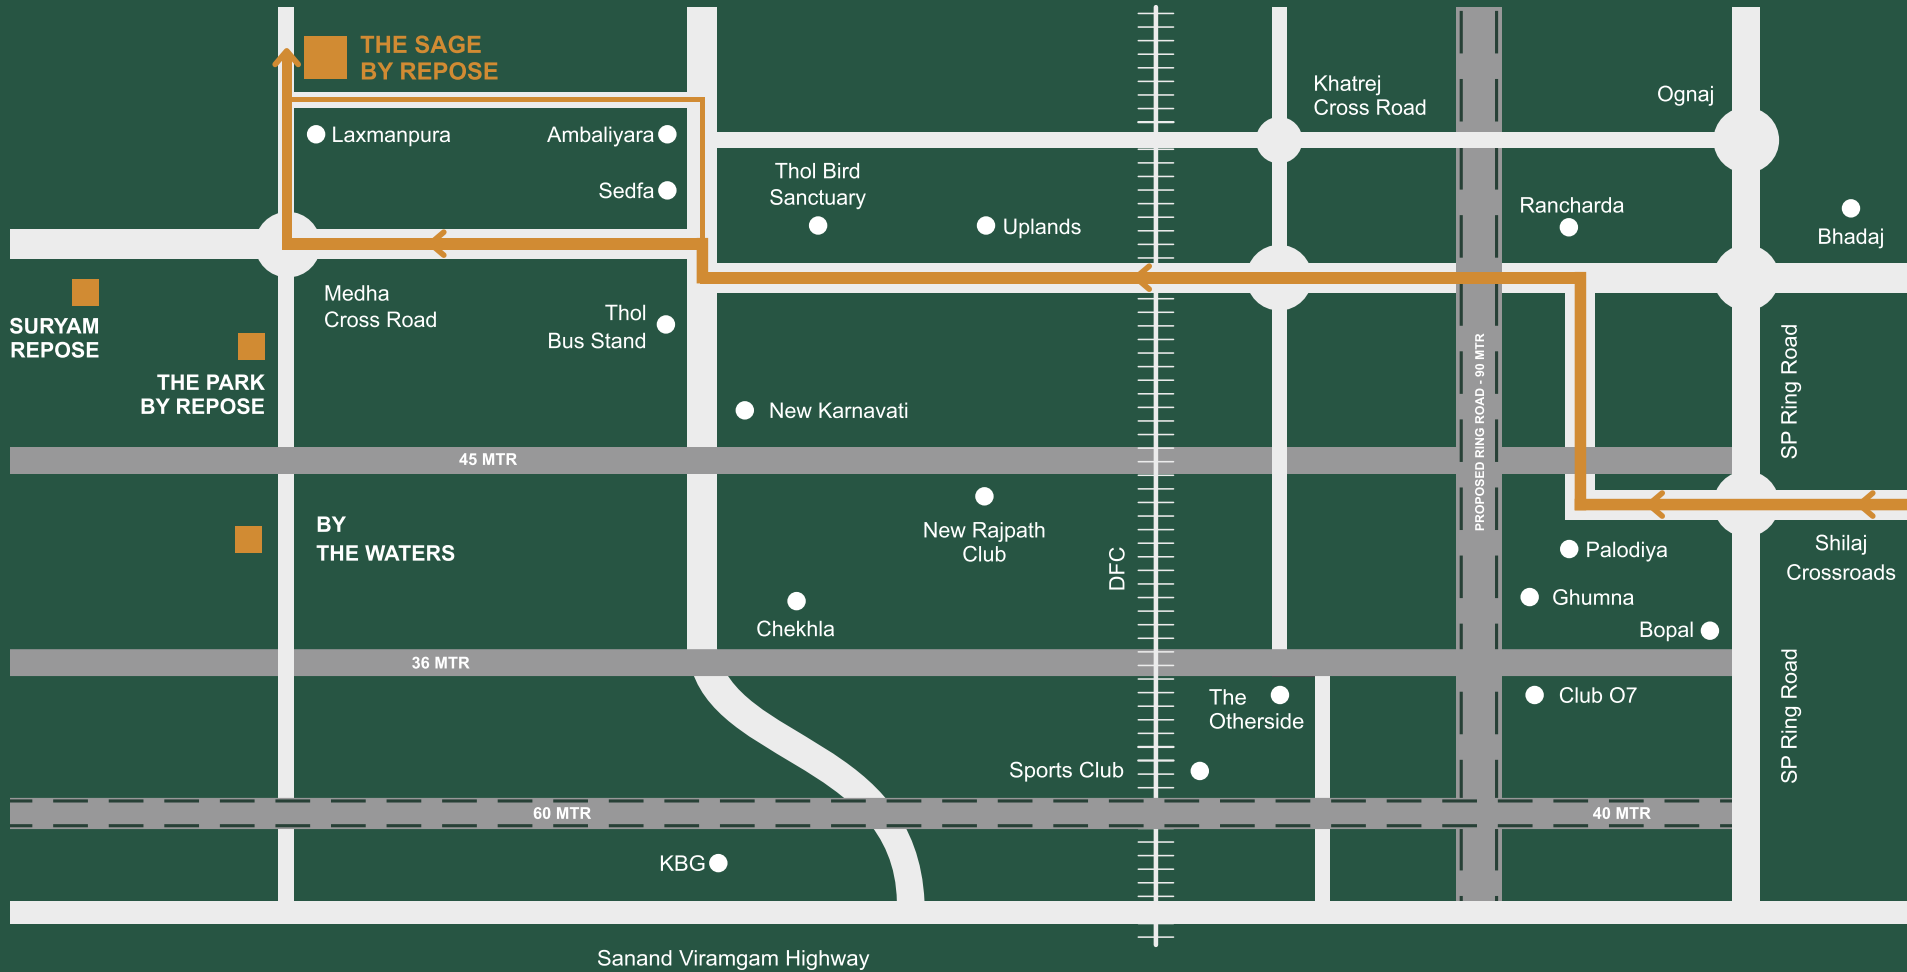 THE SAGE
BY REPOSE
Khatrej
Cross Road
Ognaj
Laxmanpura
Ambaliyara
Thol Bird
Sanctuary
Sedfa
Uplands
Rancharda
Bhadaj
Medha
Cross Road
SURYAM
REPOSE
Thol
Bus Stand
THE PARK
BY REPOSE
New Karnavati
PROPOSED RING ROAD - 90 MTR
SP Ring Road
45 MTR
BY
THE WATERS
New Rajpath
Club
DFC
Palodiya
Shilaj
Crossroads
Ghumna
Chekhla
Bopal
36 MTR
The
Otherside
Club O7
SP Ring Road
Sports Club
60 MTR
40 MTR
KBG
Sanand Viramgam Highway